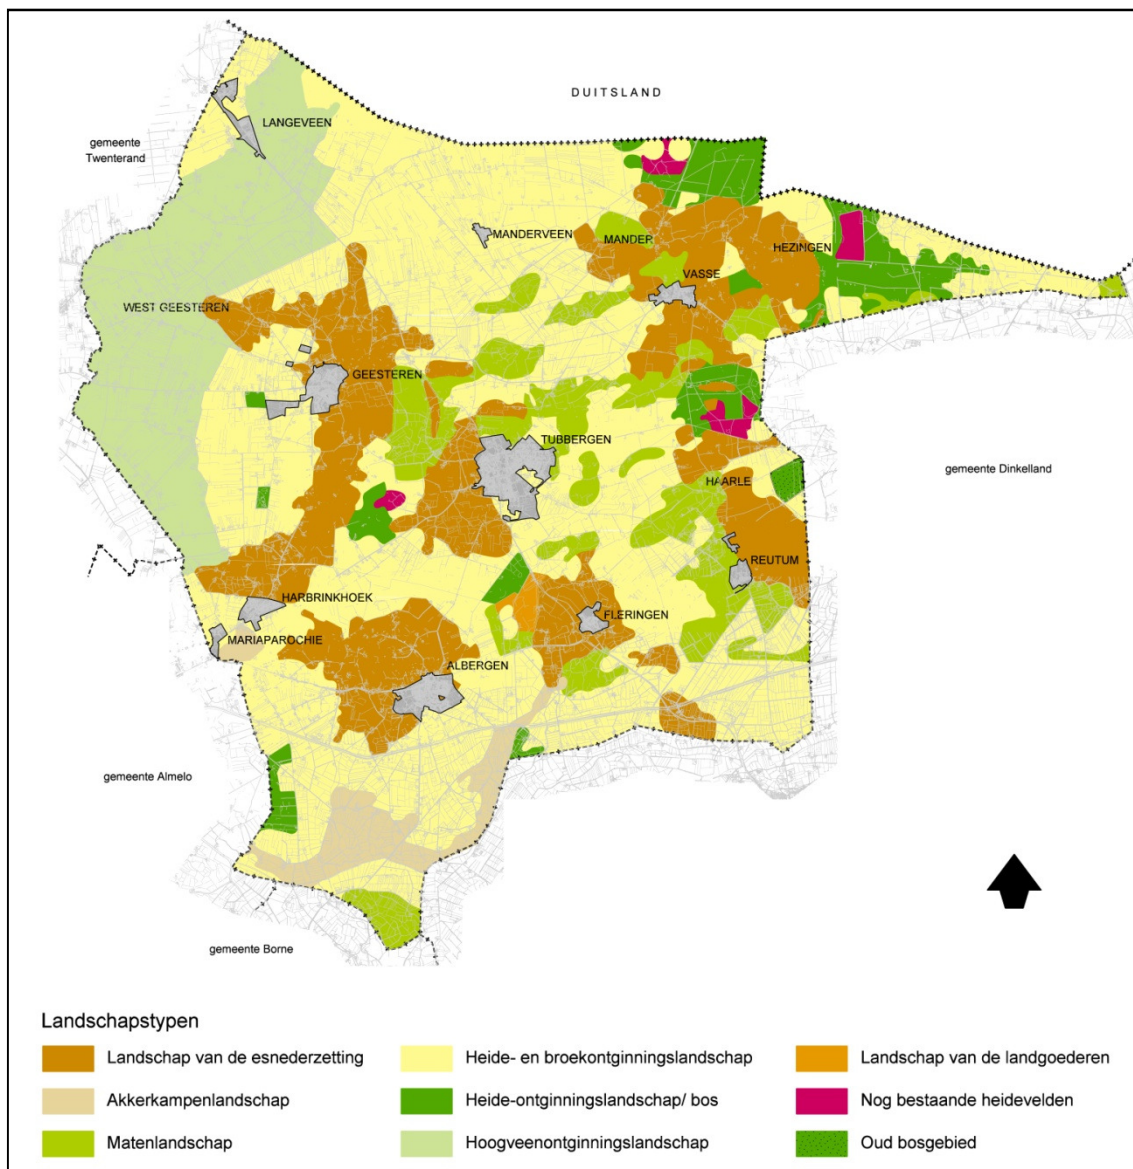 DUITSLAND
LANGEVEEN
gemeente
Twenterand
MANDERVEEN
MANDER
HEZINGEN
VASSE
WEST GEESTEREN
GEESTEREN
TUBBERGEN
gemeente Dinkelland
HAARLE
REUTUM
HARBRINKHOEK
FLERINGEN
MARIAPAROCHIE
ALBERGEN
gemeente Almelo
gemeente Borne
Landschapstypen
Landschap van de esnederzetting
Heide- en broekontginningslandschap
Landschap van de landgoederen
Akkerkampenlandschap
Heide-ontginningslandschap/ bos
Nog bestaande heidevelden
Matenlandschap
Hoogveenontginningslandschap
Oud bosgebied